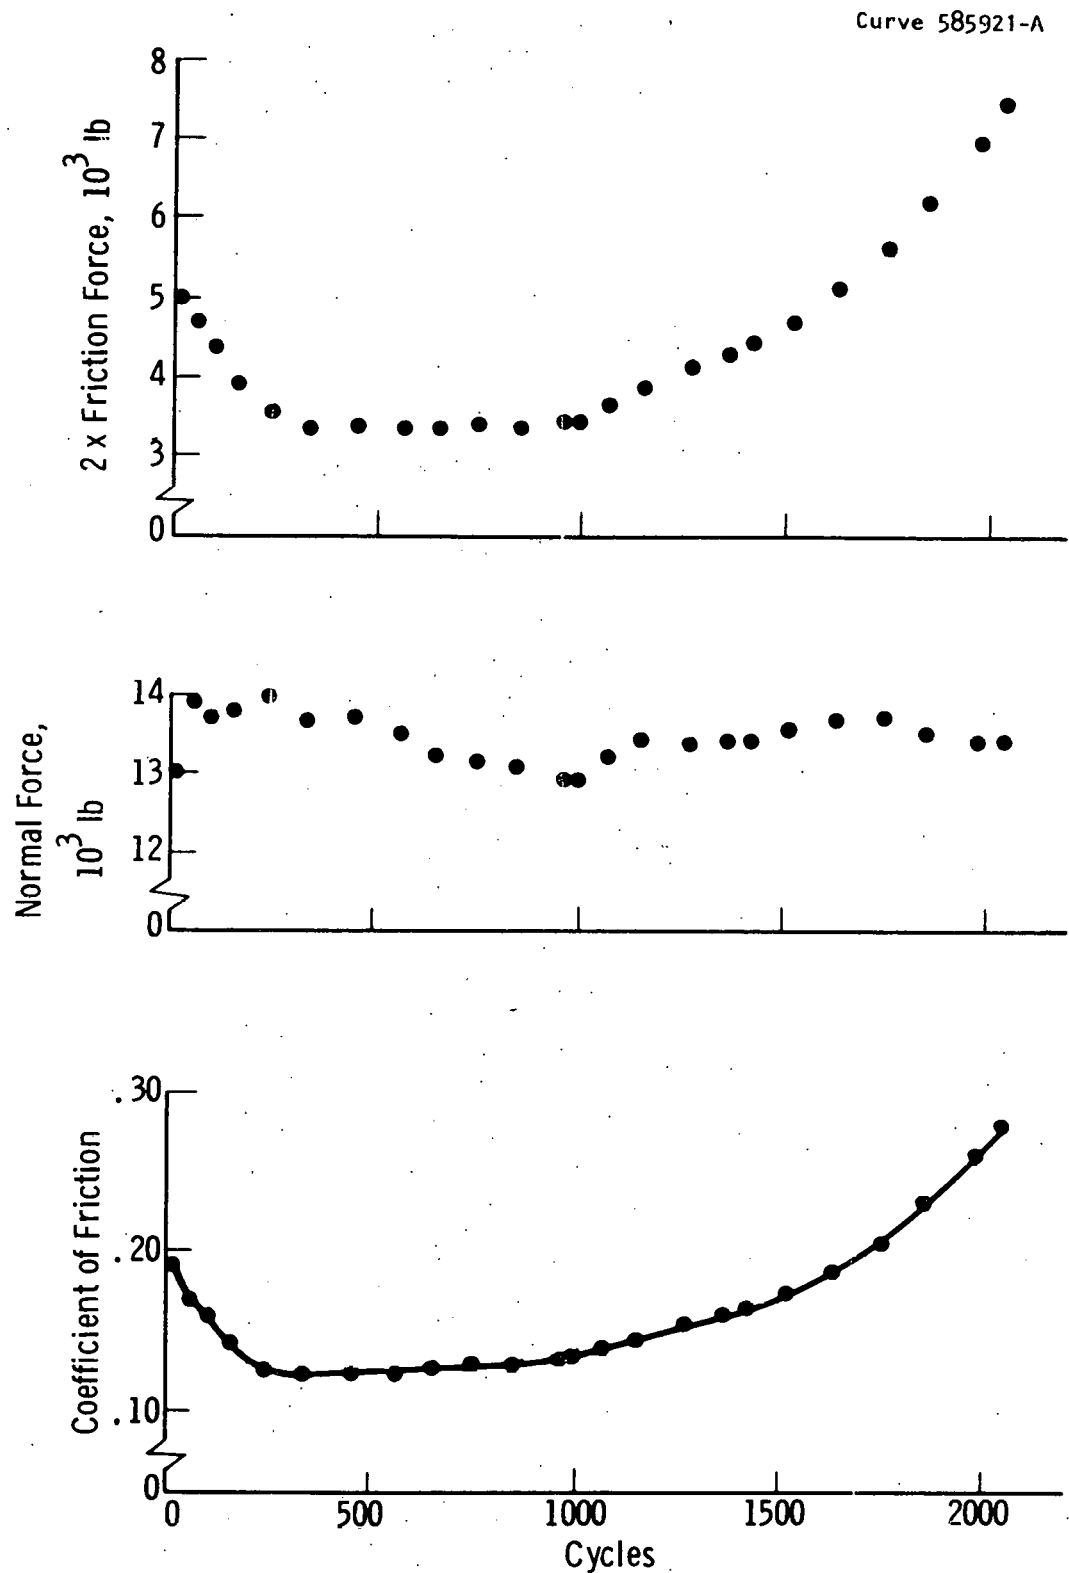 Curve 585921-A
2 x Friction Force, 10³ lb
8
7
6
5
4
3
0
Normal Force,
10³ lb
14
13
12
0
Coefficient of Friction
.30
.20
.10
0
0 500 1000 1500 2000
Cycles